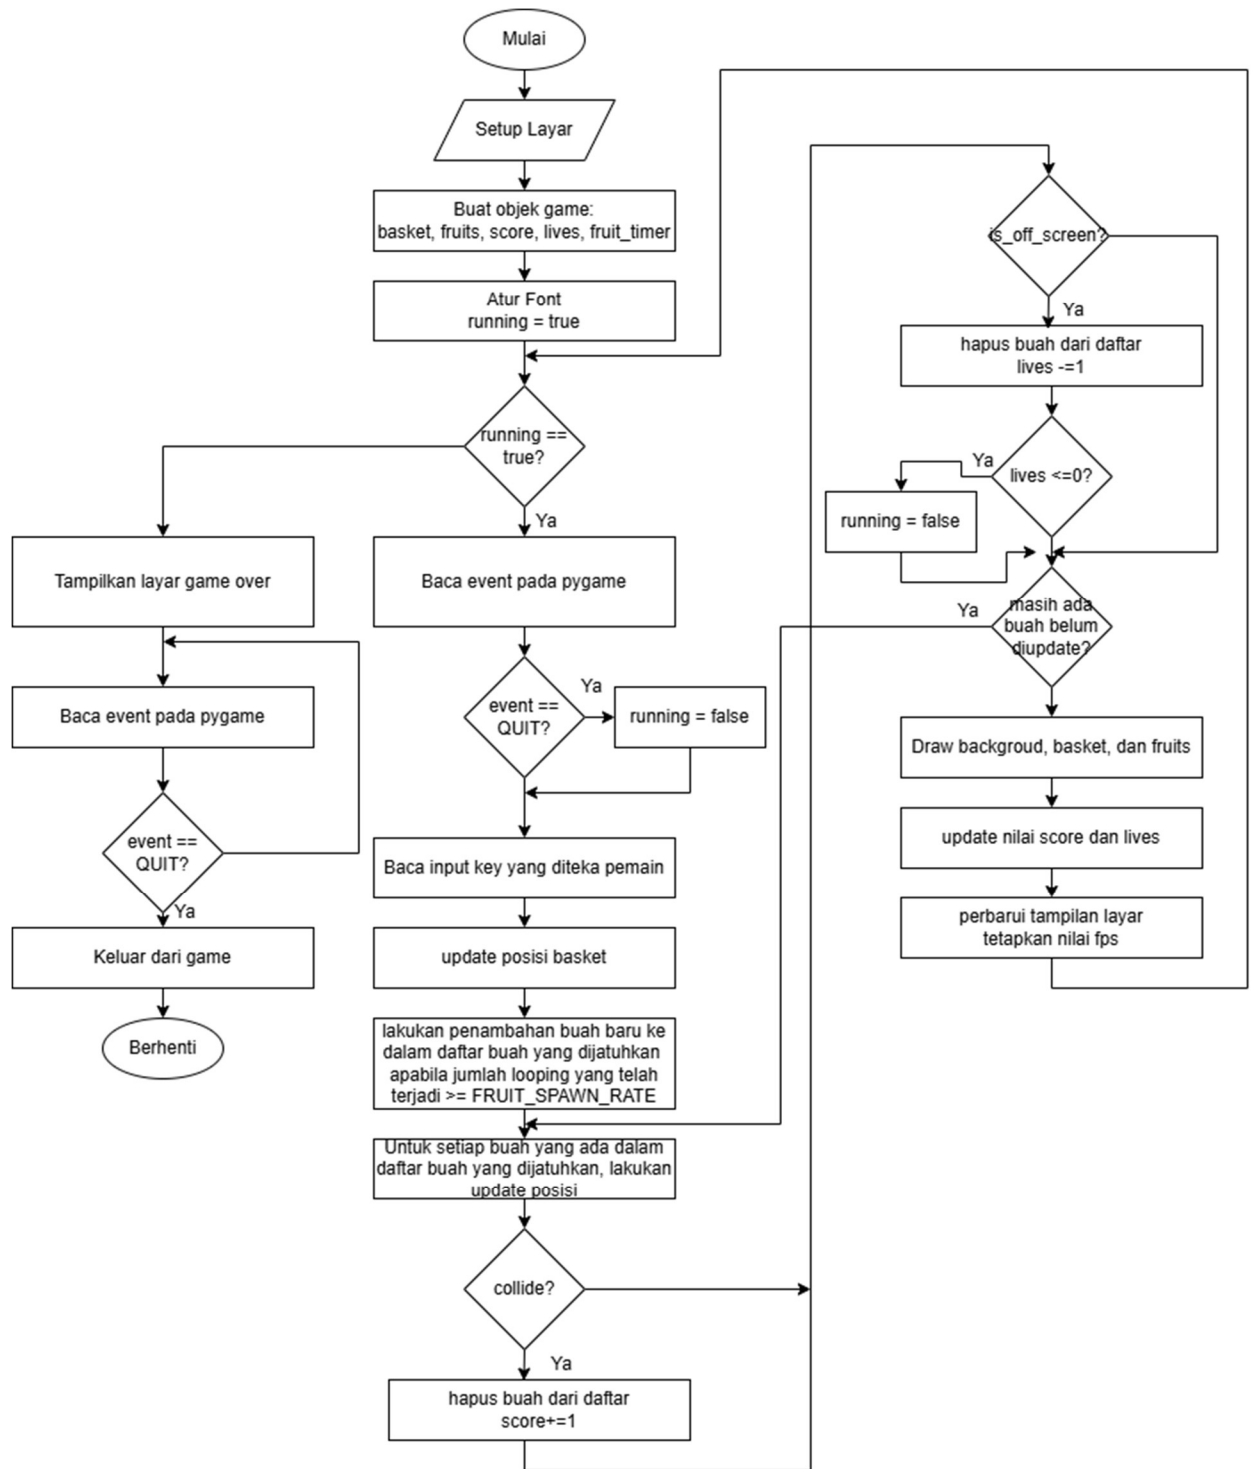 Mulai
Setup Layar
Buat objek game:
basket, fruits, score, lives, fruit_timer
Atur Font
running = true
running ==
true?
Ya
Tampilkan layar game over
Baca event pada pygame
event ==
QUIT?
Ya
Keluar dari game
Berhenti
Baca event pada pygame
event ==
QUIT?
Ya
running = false
Baca input key yang diteka pemain
update posisi basket
lakukan penambahan buah baru ke
dalam daftar buah yang dijatuhkan
apabila jumlah looping yang telah
terjadi >= FRUIT_SPAWN_RATE
Untuk setiap buah yang ada dalam
daftar buah yang dijatuhkan, lakukan
update posisi
collide?
Ya
hapus buah dari daftar
score+=1
is_off_screen?
Ya
hapus buah dari daftar
lives -=1
lives <=0?
Ya
running = false
masih ada
buah belum
diupdate?
Ya
Draw backgroud, basket, dan fruits
update nilai score dan lives
perbarui tampilan layar
tetapkan nilai fps